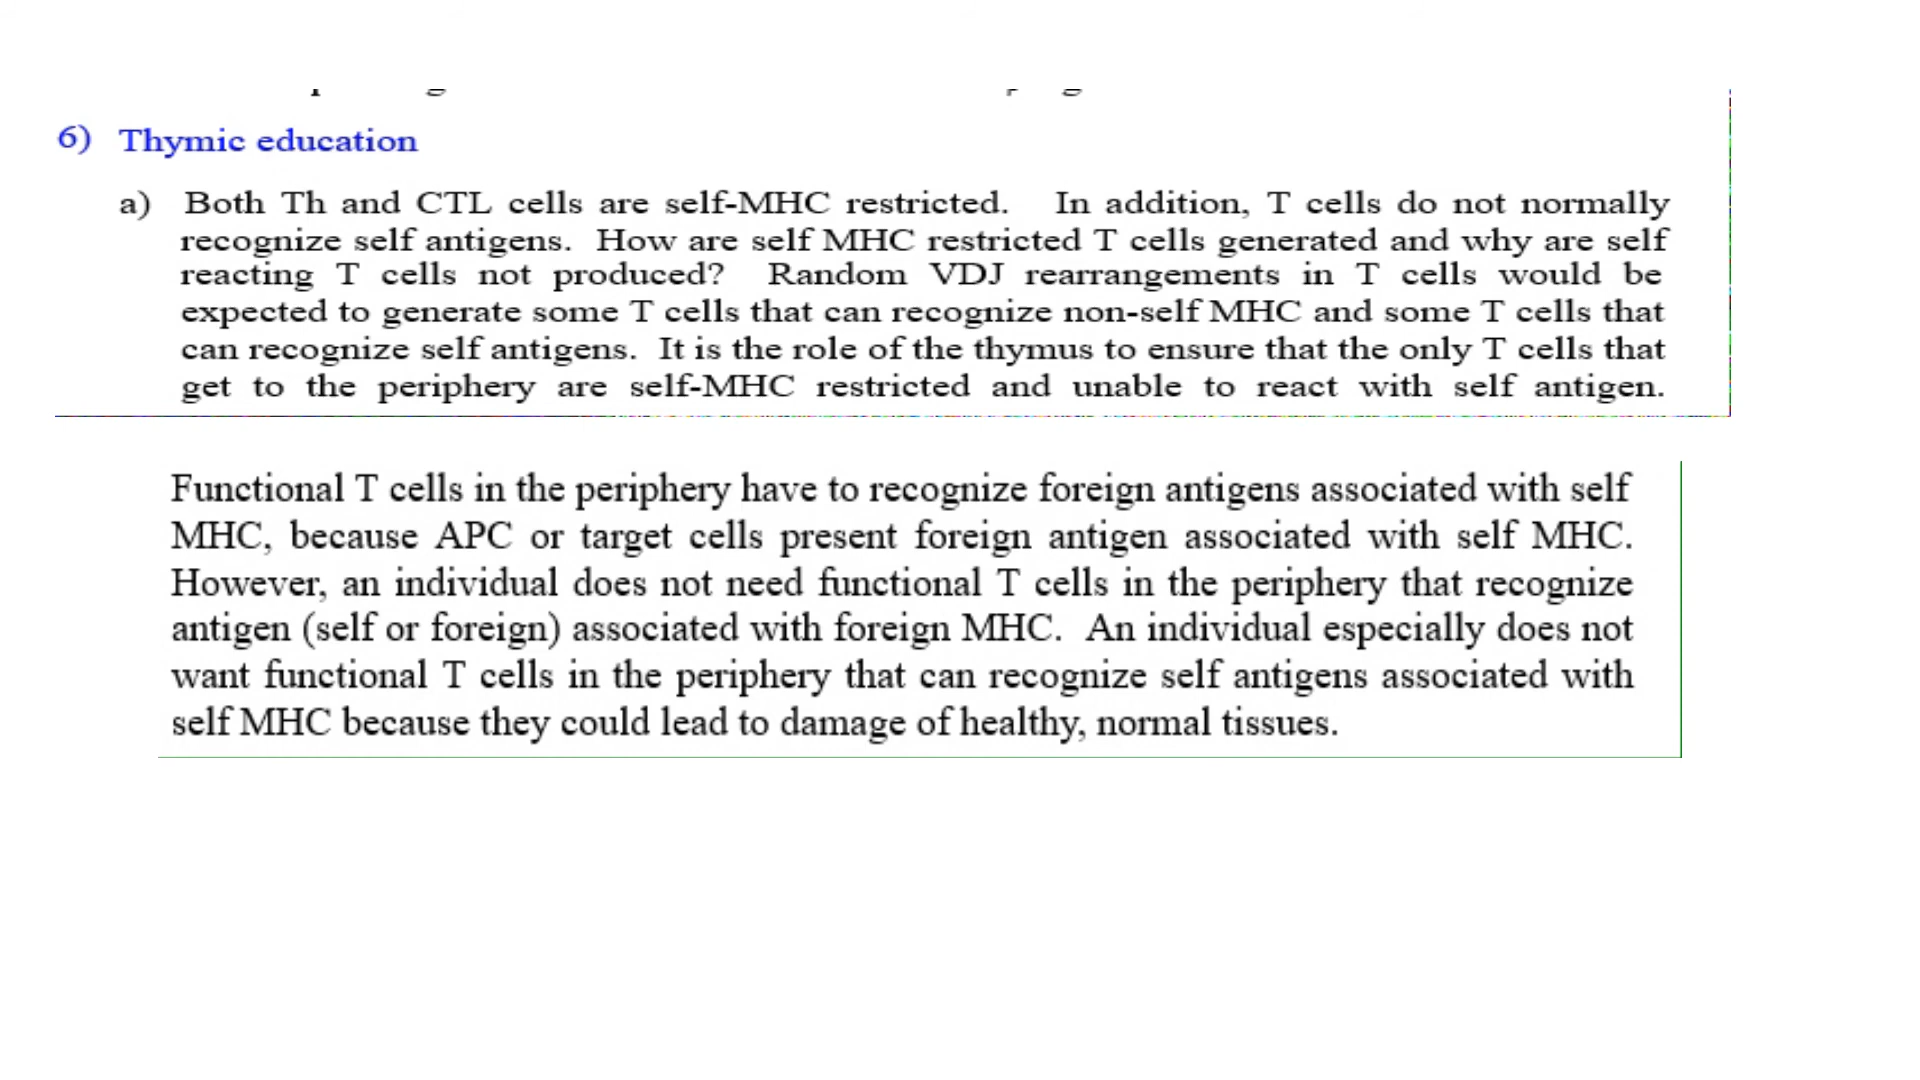 6) Thymic education
a) Both Th and CTL cells are self-MHC restricted. In addition, T cells do not normally
recognize self antigens. How are self MHC restricted T cells generated and why are self
reacting T cells not produced? Random VDJ rearrangements in T cells would be
expected to generate some T cells that can recognize non-self MHC and some T cells that
can recognize self antigens. It is the role of the thymus to ensure that the only T cells that
get to the periphery are self-MHC restricted and unable to react with self antigen.
Functional T cells in the periphery have to recognize foreign antigens associated with self
MHC, because APC or target cells present foreign antigen associated with self MHC.
However, an individual does not need functional T cells in the periphery that recognize
antigen (self or foreign) associated with foreign MHC. An individual especially does not
want functional T cells in the periphery that can recognize self antigens associated with
self MHC because they could lead to damage of healthy, normal tissues.